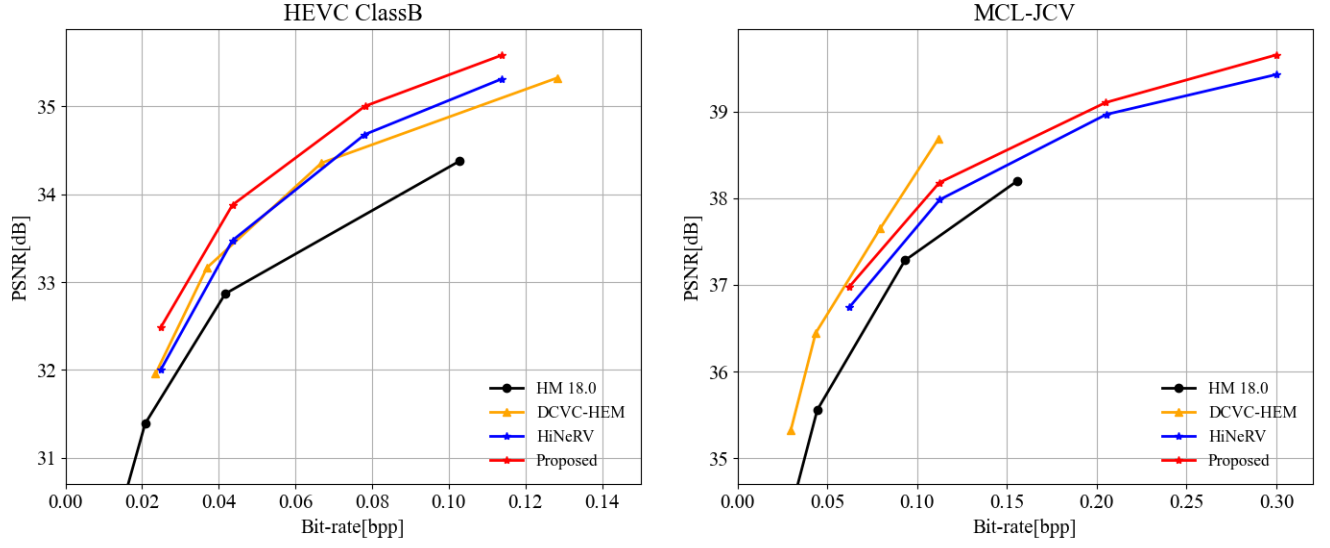 HEVC ClassB
PSNR[dB]
35
34
33
32
31
HM 18.0
DCVC-HEM
HiNeRV
Proposed
0.00 0.02 0.04 0.06 0.08 0.10 0.12 0.14
Bit-rate[bpp]
MCL-JCV
PSNR[dB]
39
38
37
36
35
HM 18.0
DCVC-HEM
HiNeRV
Proposed
0.00 0.05 0.10 0.15 0.20 0.25 0.30
Bit-rate[bpp]